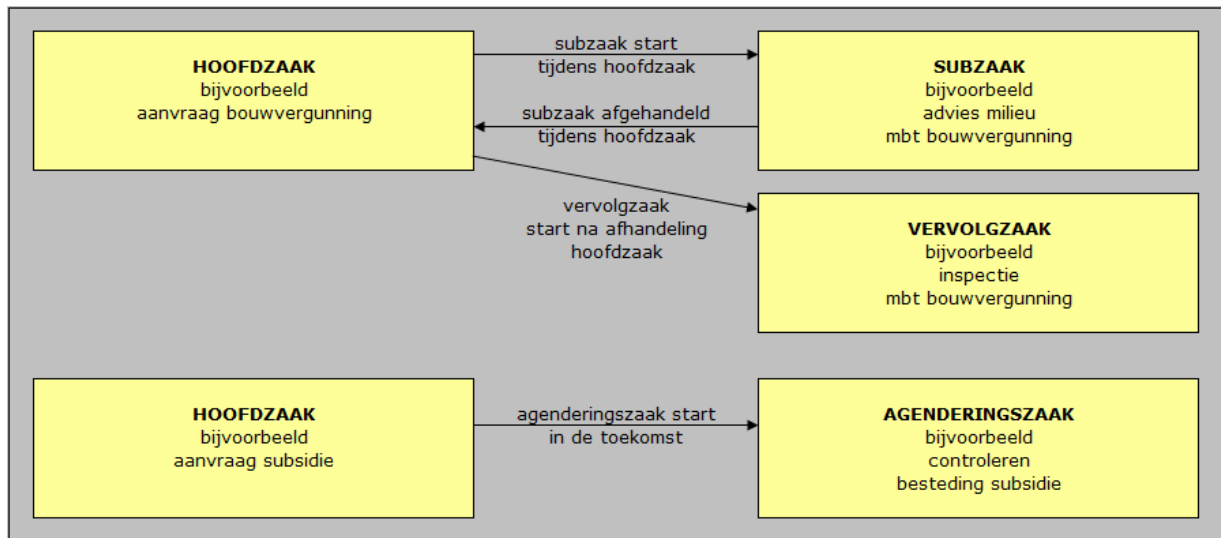 HOOFDZAAK
bijvoorbeeld
aanvraag bouwvergunning
subzaak start
tijdens hoofdzaak
subzaak afgehandeld
tijdens hoofdzaak
SUBZAAK
bijvoorbeeld
advies milieu
mbt bouwvergunning
vervolgzaak
start na afhandeling
hoofdzaak
VERVOLGZAAK
bijvoorbeeld
inspectie
mbt bouwvergunning
HOOFDZAAK
bijvoorbeeld
aanvraag subsidie
agenderingszaak start
in de toekomst
AGENDERINGSZAAK
bijvoorbeeld
controleren
besteding subsidie